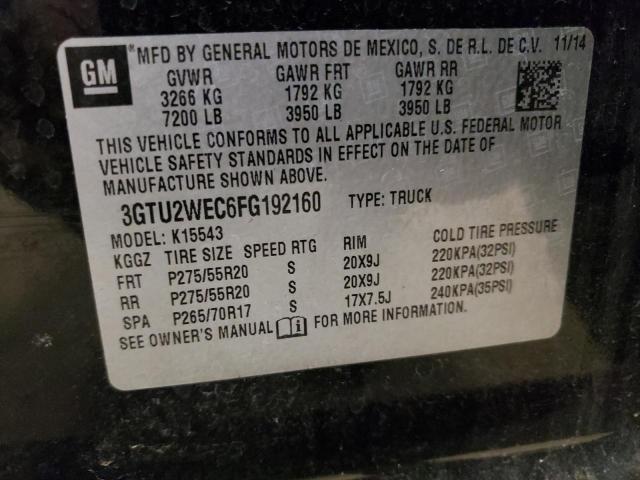 GM
MFD BY GENERAL MOTORS DE MEXICO, S. DE R.L. DE C.V. 11/14
GVWR GAWR FRT GAWR RR
3266 KG 1792 KG 1792 KG
7200 LB 3950 LB 3950 LB
THIS VEHICLE CONFORMS TO ALL APPLICABLE U.S. FEDERAL MOTOR
VEHICLE SAFETY STANDARDS IN EFFECT ON THE DATE OF
MANUFACTURE SHOWN ABOVE.
3GTU2WEC6FG192160 TYPE: TRUCK
MODEL: K15543
KGGZ TIRE SIZE SPEED RTG RIM COLD TIRE PRESSURE
FRT P275/55R20 S 20X9J 220KPA(32PSI)
RR P275/55R20 S 20X9J 220KPA(32PSI)
SPA P265/70R17 S 17X7.5J 240KPA(35PSI)
SEE OWNER'S MANUAL FOR MORE INFORMATION.